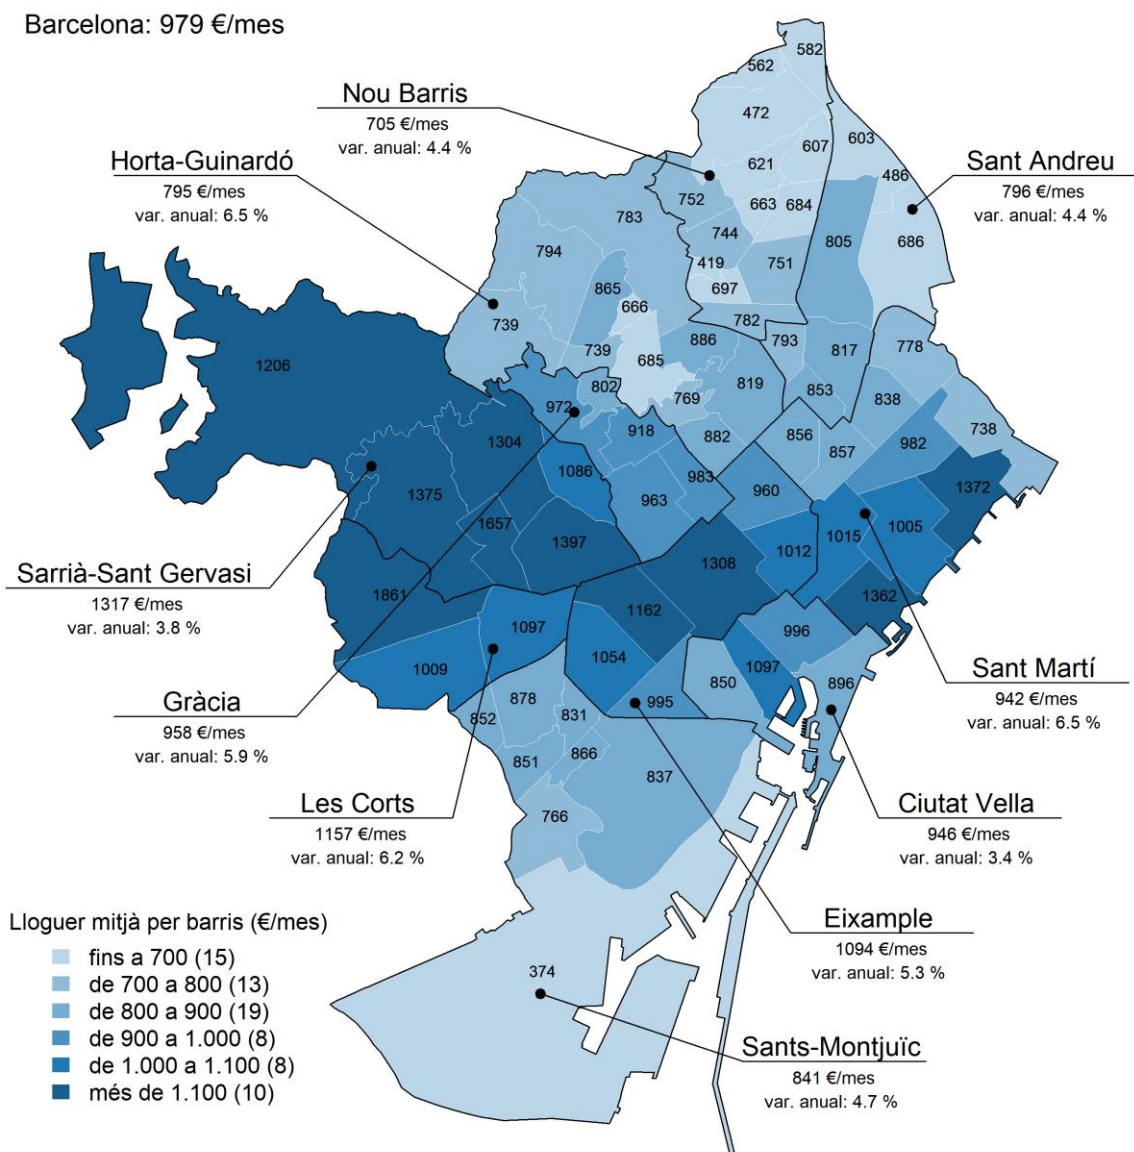 Barcelona: 979 €/mes
582
562
Nou Barris
705 €/mes
var. anual: 4.4 %
472
607
603
Horta-Guinardó
795 €/mes
var. anual: 6.5 %
621
486
Sant Andreu
796 €/mes
var. anual: 4.4 %
752
663
684
783
744
805
686
794
419
751
865
697
666
782
739
886
793
817
778
739
685
1206
769
819
853
838
802
972
918
882
856
857
982
738
1304
1086
983
960
1372
1375
963
1657
1015
1005
1397
1012
1308
Sarrià-Sant Gervasi
1317 €/mes
var. anual: 3.8 %
1861
1162
1362
1097
996
1054
1009
850
1097
Sant Martí
942 €/mes
var. anual: 6.5 %
896
Gràcia
958 €/mes
var. anual: 5.9 %
878
995
852
831
866
851
837
Les Corts
1157 €/mes
var. anual: 6.2 %
766
Ciutat Vella
946 €/mes
var. anual: 3.4 %
Eixample
1094 €/mes
var. anual: 5.3 %
Lloguer mitjà per barris (€/mes)
fins a 700 (15)
de 700 a 800 (13)
de 800 a 900 (19)
de 900 a 1.000 (8)
de 1.000 a 1.100 (8)
més de 1.100 (10)
374
Sants-Montjuïc
841 €/mes
var. anual: 4.7 %